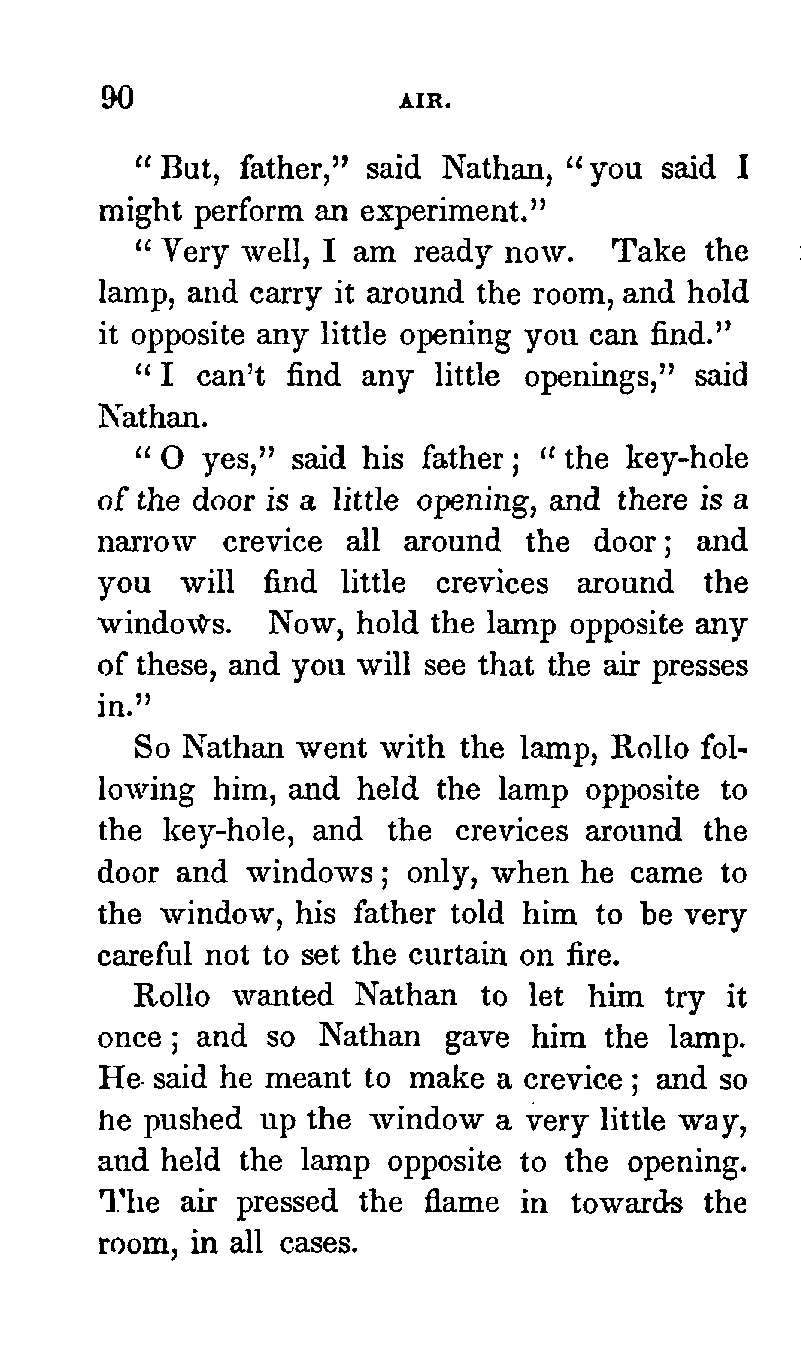 90 AIR.
“ But, father,” said Nathan, “ you said I
might perform an experiment.”
“ Very well, I am ready now. Take the
lamp, and carry it around the room, and hold
it opposite any little opening you can find.”
“ I can’t find any little openings,” said
Nathan.
“ O yes,” said his father ; “ the key-hole
of the door is a little opening, and there is a
narrow crevice all around the door ; and
you will find little crevices around the
windows. Now, hold the lamp opposite any
of these, and you will see that the air presses
in.”
So Nathan went with the lamp, Rollo fol-
lowing him, and held the lamp opposite to
the key-hole, and the crevices around the
door and windows ; only, when he came to
the window, his father told him to be very
careful not to set the curtain on fire.
Rollo wanted Nathan to let him try it
once ; and so Nathan gave him the lamp.
He said he meant to make a crevice ; and so
he pushed up the window a very little way,
and held the lamp opposite to the opening.
The air pressed the flame in towards the
room, in all cases.